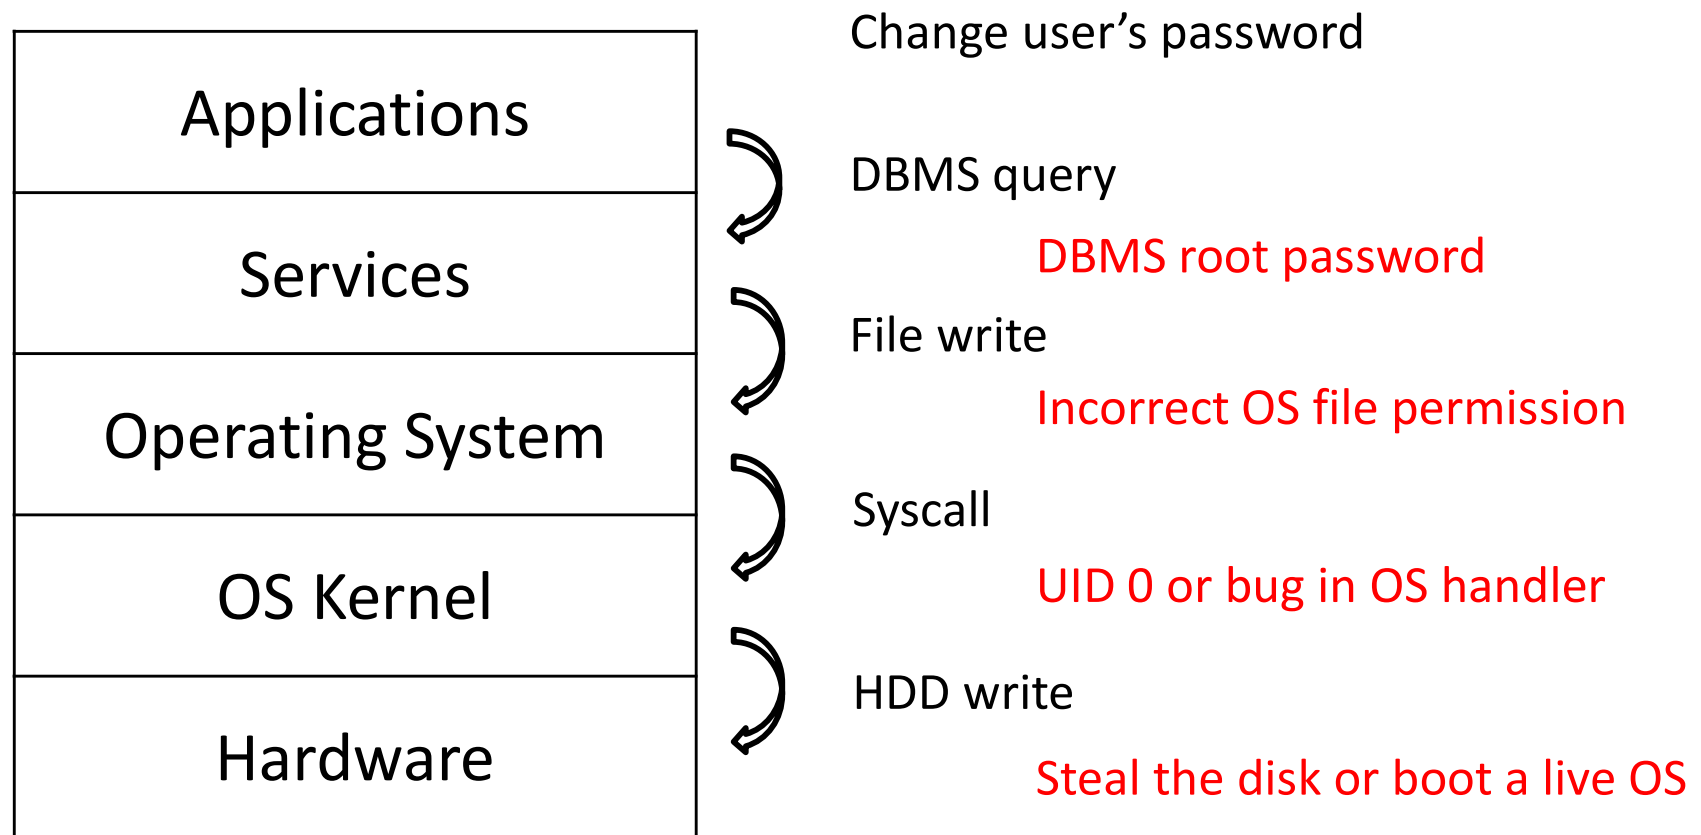 Change user’s password
Applications
DBMS query
DBMS root password
Services
File write
Incorrect OS file permission
Operating System
Syscall
UID 0 or bug in OS handler
OS Kernel
HDD write
Hardware
Steal the disk or boot a live OS